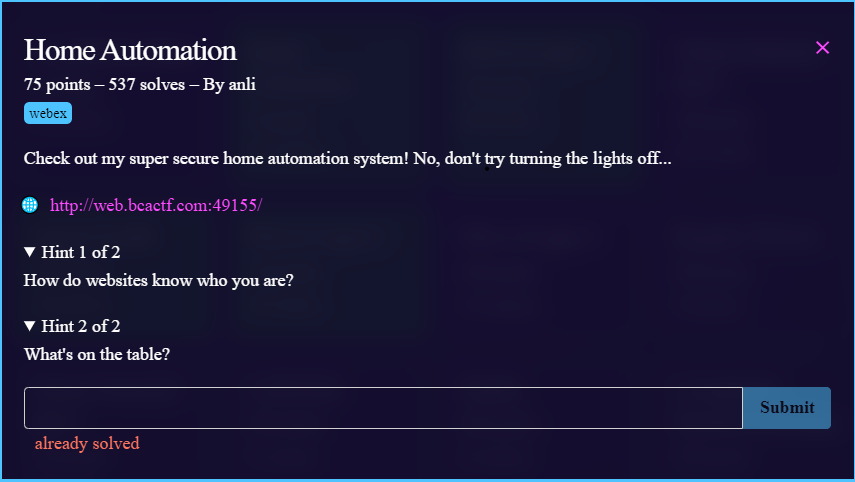 Home Automation
75 points – 537 solves – By anli
webex
Check out my super secure home automation system! No, don't try turning the lights off...
http://web.bcactf.com:49155/
▼ Hint 1 of 2
How do websites know who you are?
▼ Hint 2 of 2
What's on the table?
Submit
already solved